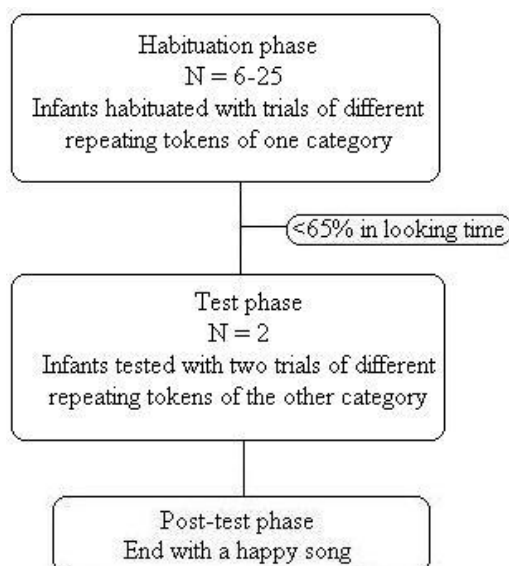 Habituation phase
N = 6-25
Infants habituated with trials of different
repeating tokens of one category
<65% in looking time
Test phase
N = 2
Infants tested with two trials of different
repeating tokens of the other category
Post-test phase
End with a happy song